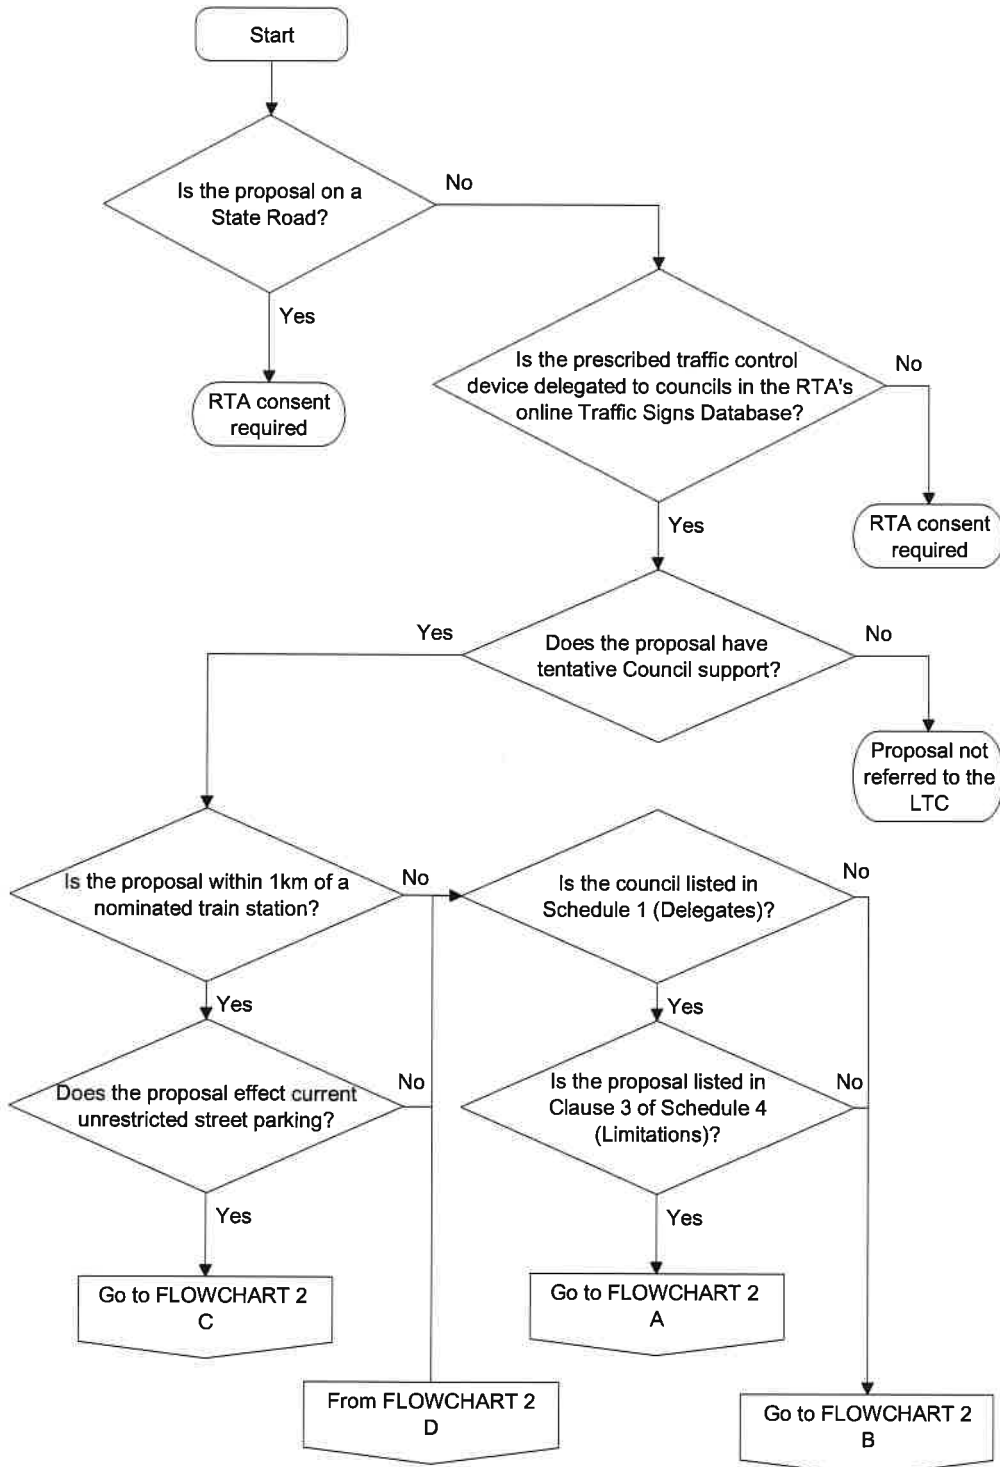 Start
Is the proposal on a
State Road?
No
Yes
RTA consent
required
Is the prescribed traffic control
device delegated to councils in the RTA's
online Traffic Signs Database?
No
RTA consent
required
Yes
Does the proposal have
tentative Council support?
Yes
No
Proposal not
referred to the
LTC
Is the proposal within 1km of a
nominated train station?
No
Yes
Is the council listed in
Schedule 1 (Delegates)?
No
Yes
Does the proposal effect current
unrestricted street parking?
No
Yes
Is the proposal listed in
Clause 3 of Schedule 4
(Limitations)?
No
Yes
Go to FLOWCHART 2
C
Go to FLOWCHART 2
A
From FLOWCHART 2
D
Go to FLOWCHART 2
B